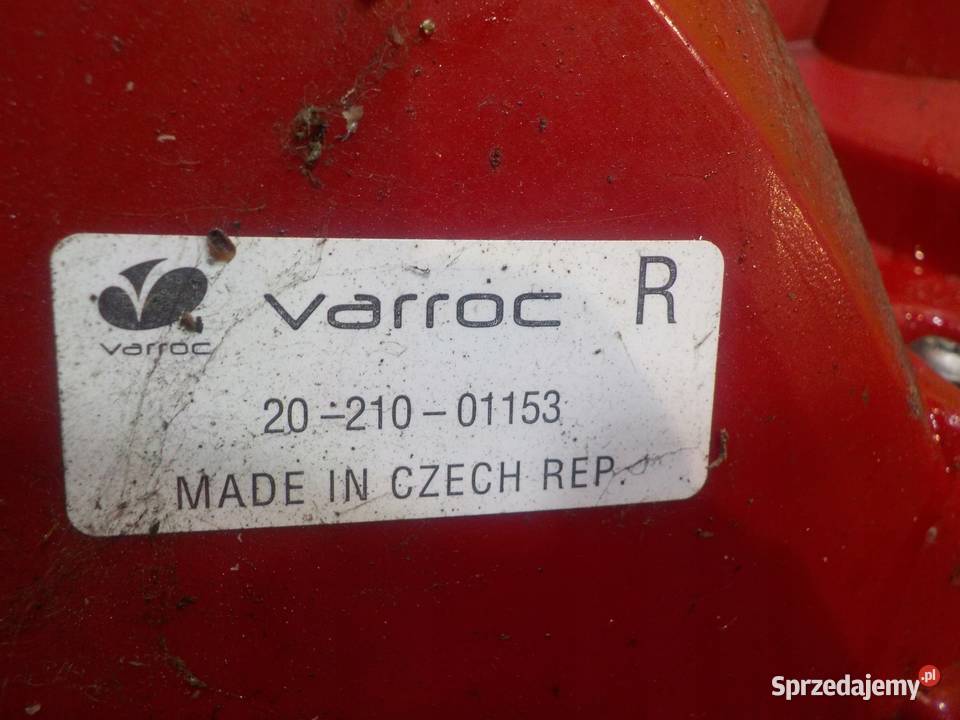 varroc R
varroc
20-210-01153
MADE IN CZECH REP.
Sprzedajemy.pl